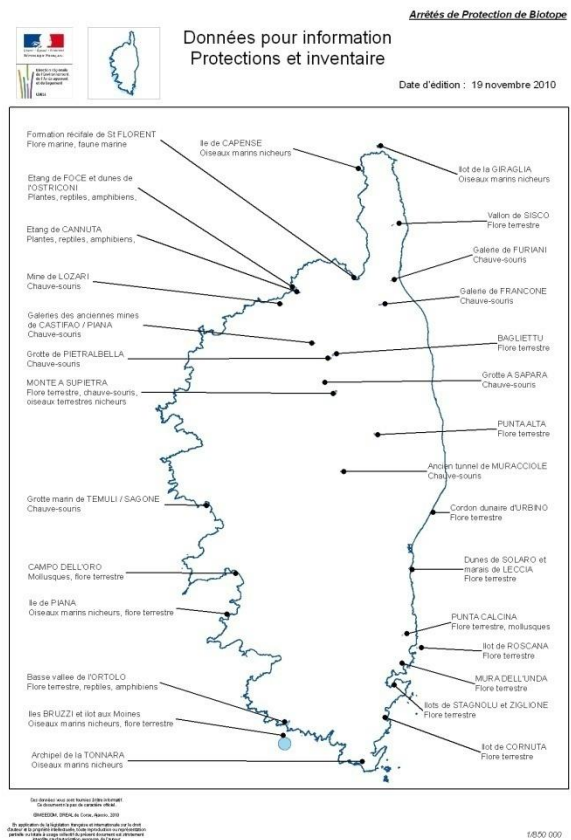 Arrêtés de Protection de Biotope
Données pour information
Protections et inventaire
Date d'édition : 19 novembre 2010
Formation récifale de St FLORENT
Flore marine, faune marine
Ile de CAPENSE
Oiseaux marins nicheurs
Ilot de la GIRAGLIA
Oiseaux marins nicheurs
Etang de FOCE et dunes de
l'OSTRICONI
Plantes, reptiles, amphibiens,
Vallon de SISCO
Flore terrestre
Etang de CANNUTA
Plantes, reptiles, amphibiens,
Galerie de FURIANI
Chauve-souris
Mine de LOZARI
Chauve-souris
Galerie de FRANCONE
Chauve-souris
Galeries des anciennes mines
de CASTIFAO / PIANA
Chauve-souris
BAGLIETTU
Flore terrestre
Grotte de PIETRALBELLA
Chauve-souris
Grotte A SAPARA
Chauve-souris
MONTE A SUPIETRA
Flore terrestre, chauve-souris,
oiseaux terrestres nicheurs
PUNTA ALTA
Flore terrestre
Ancien tunnel de MURACCIOLE
Chauve-souris
Grotte marin de TEMULI / SAGONE
Chauve-souris
Cordon dunaire d'URBINO
Flore terrestre
Dunes de SOLARO et
marais de LECCIA
Flore terrestre
CAMPO DELL'ORO
Mollusques, flore terrestre
Ile de PIANA
Oiseaux marins nicheurs, flore terrestre
PUNTA CALCINA
Flore terrestre, mollusques
Ilot de ROSCANA
Flore terrestre
Basse vallee de l'ORTOLO
Flore terrestre, reptiles, amphibiens
MURA DELL'UNDA
Flore terrestre
Ilots de STAGNOLU et ZIGLIONE
Flore terrestre
Iles BRUZZI et ilot aux Moines
Oiseaux marins nicheurs, flore terrestre
Ilot de CORNUTA
Flore terrestre
Archipel de la TONNARA
Oiseaux marins nicheurs
1/850 000